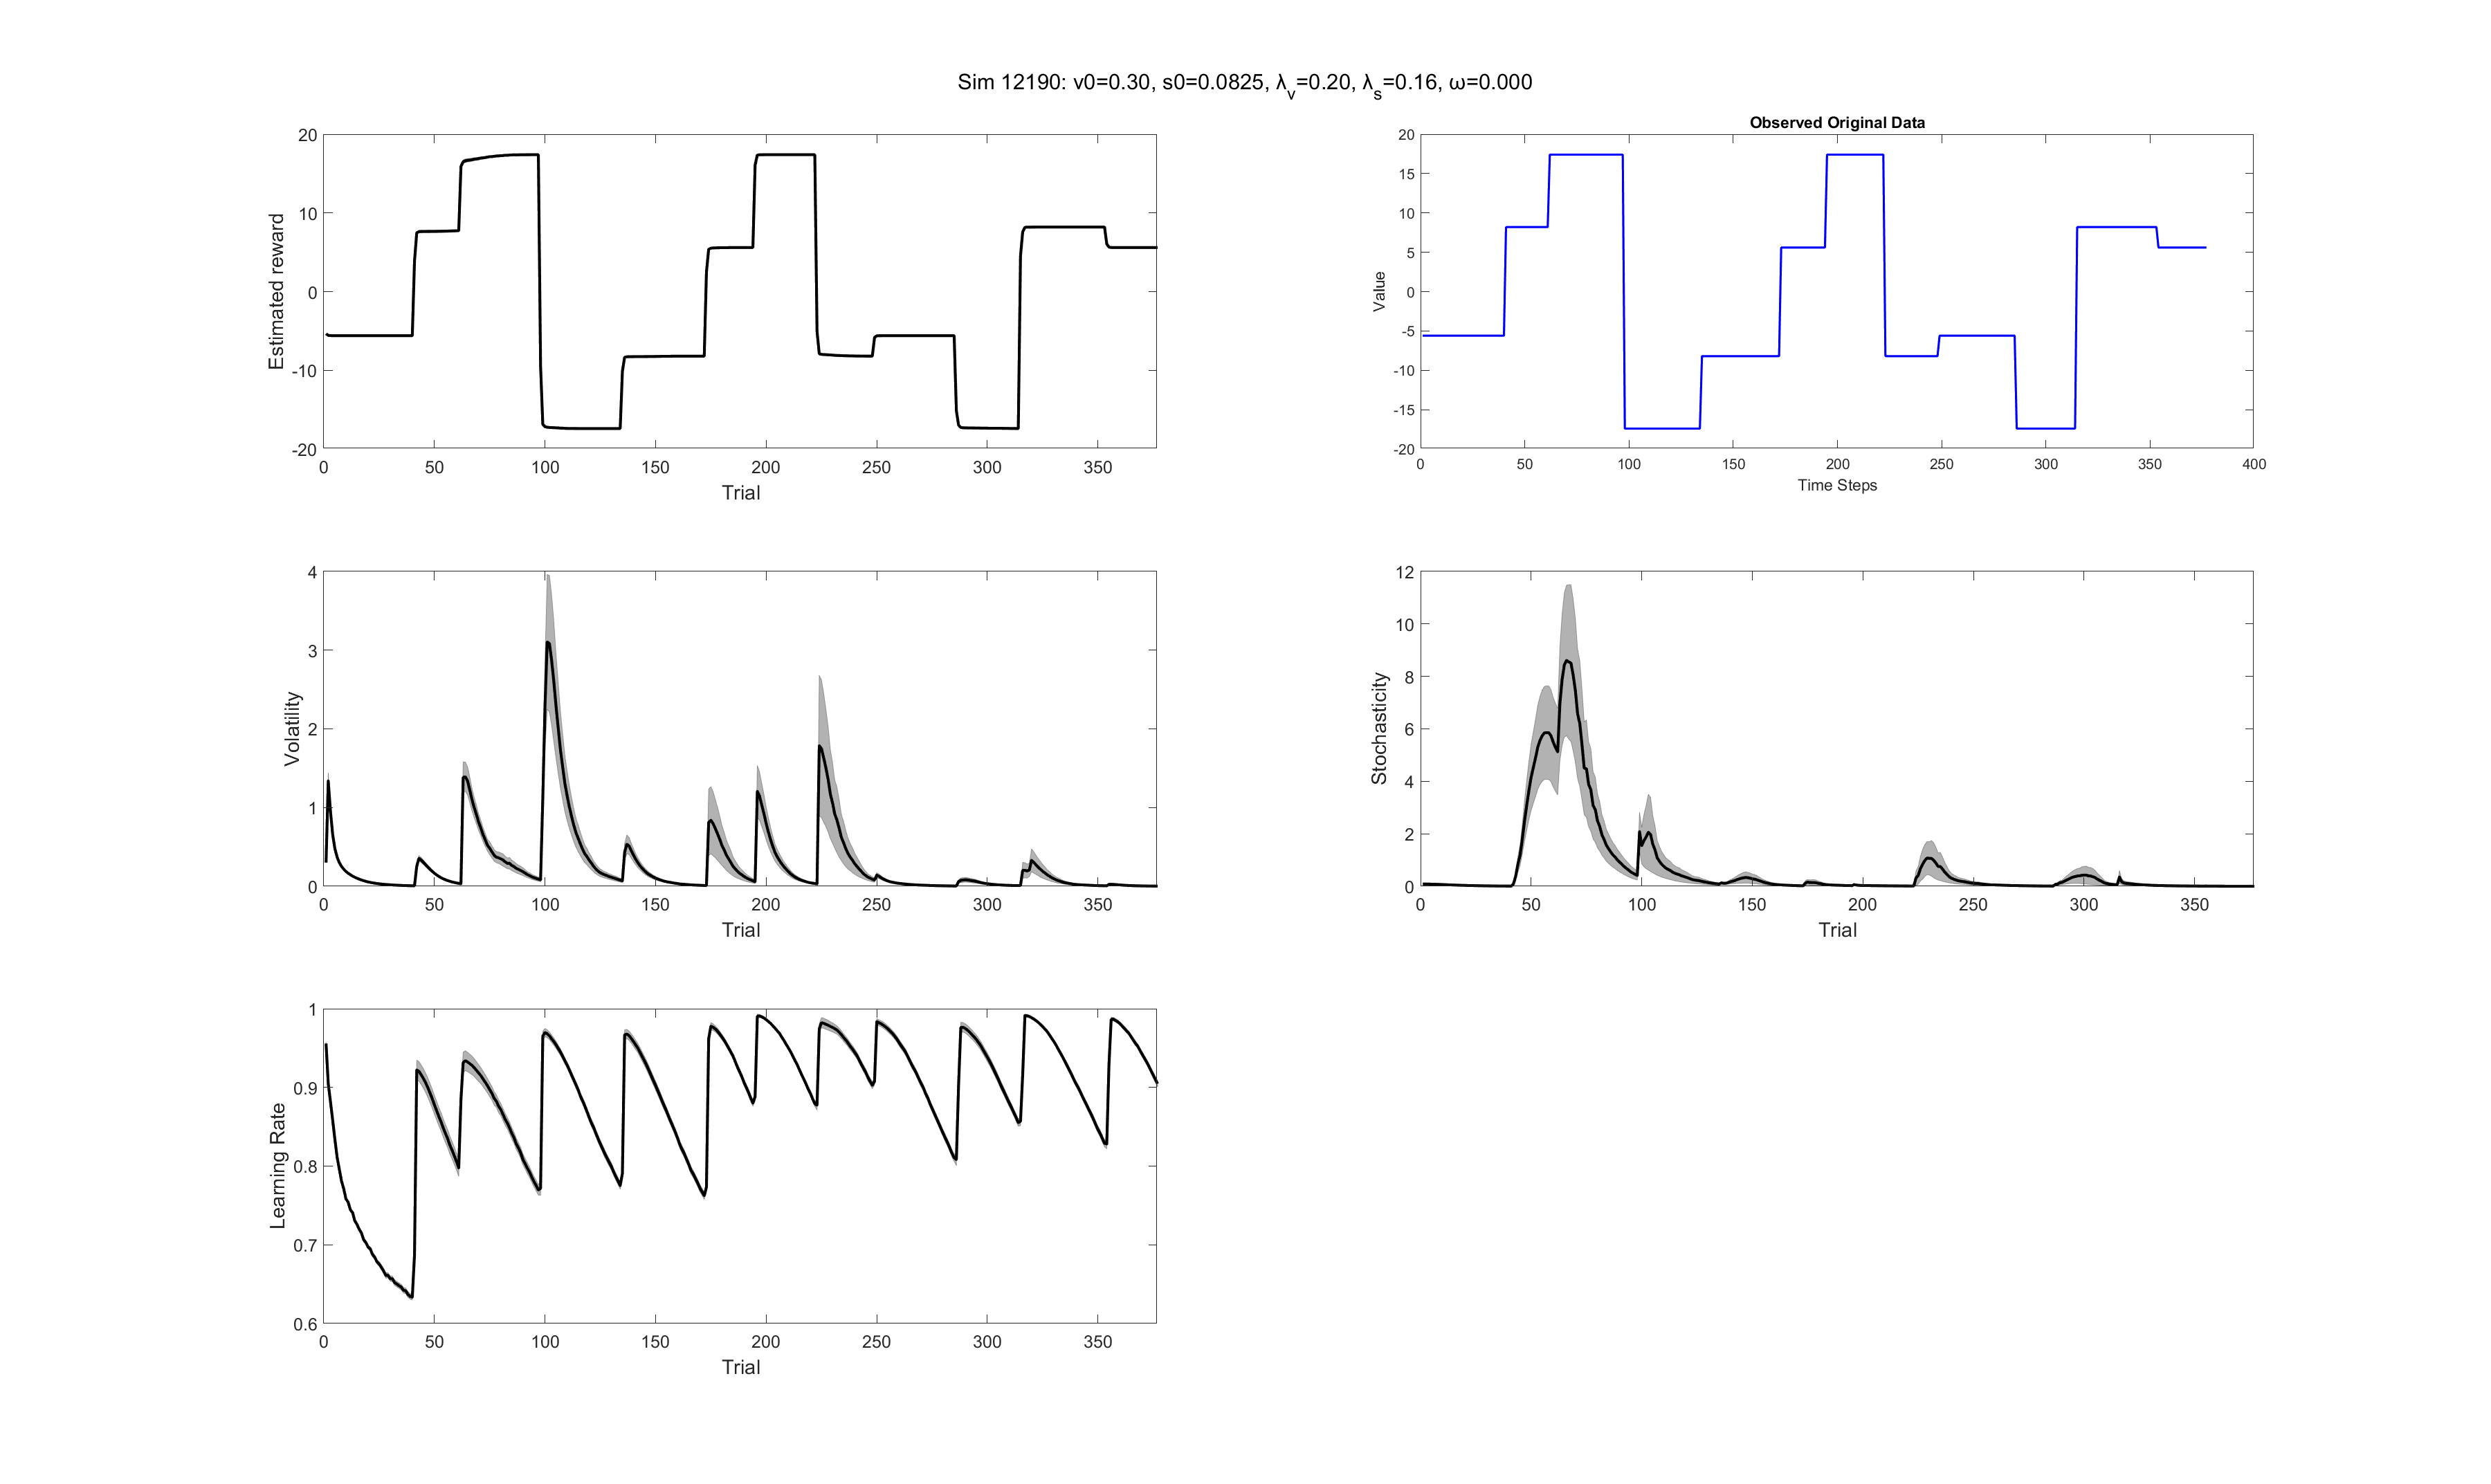 Sim 12190: v0=0.30, s0=0.0825, λv=0.20, λs=0.16, ω=0.000
20
10
0
-10
-20
Estimated reward
0 50 100 150 200 250 300 350
Trial
Observed Original Data
20
15
10
5
0
-5
-10
-15
-20
Value
0 50 100 150 200 250 300 350 400
Time Steps
4
3
2
1
0
Volatility
0 50 100 150 200 250 300 350
Trial
12
10
8
6
4
2
0
Stochasticity
0 50 100 150 200 250 300 350
Trial
1
0.9
0.8
0.7
0.6
Learning Rate
0 50 100 150 200 250 300 350
Trial